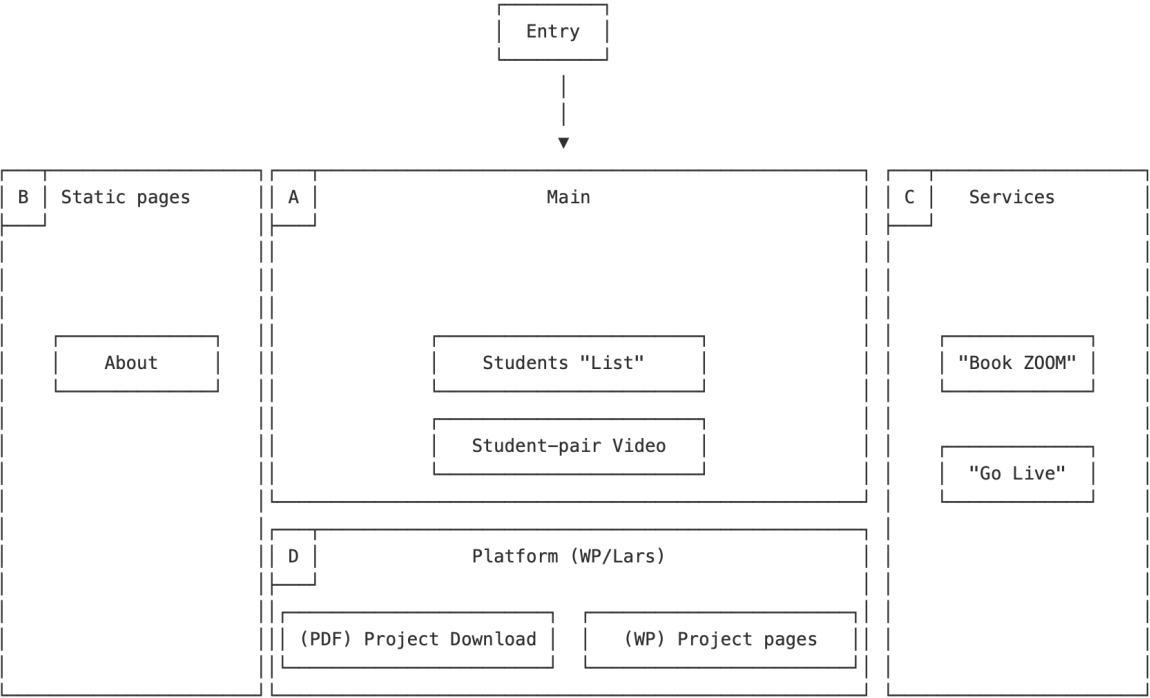 Entry
B Static pages
A Main
C Services
About
Students "List"
"Book ZOOM"
Student-pair Video
"Go Live"
D Platform (WP/Lars)
(PDF) Project Download
(WP) Project pages